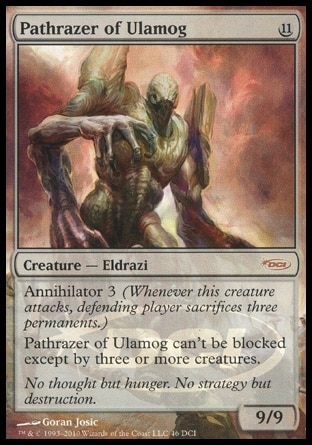 Pathrazer of Ulamog 11
Creature — Eldrazi DCI
Annihilator 3 (Whenever this creature
attacks, defending player sacrifices three
permanents.)
Pathrazer of Ulamog can't be blocked
except by three or more creatures.
No thought but hunger. No strategy but
destruction.
Goran Josic
™ & © 1993–2010 Wizards of the Coast LLC 46 DCI
9/9